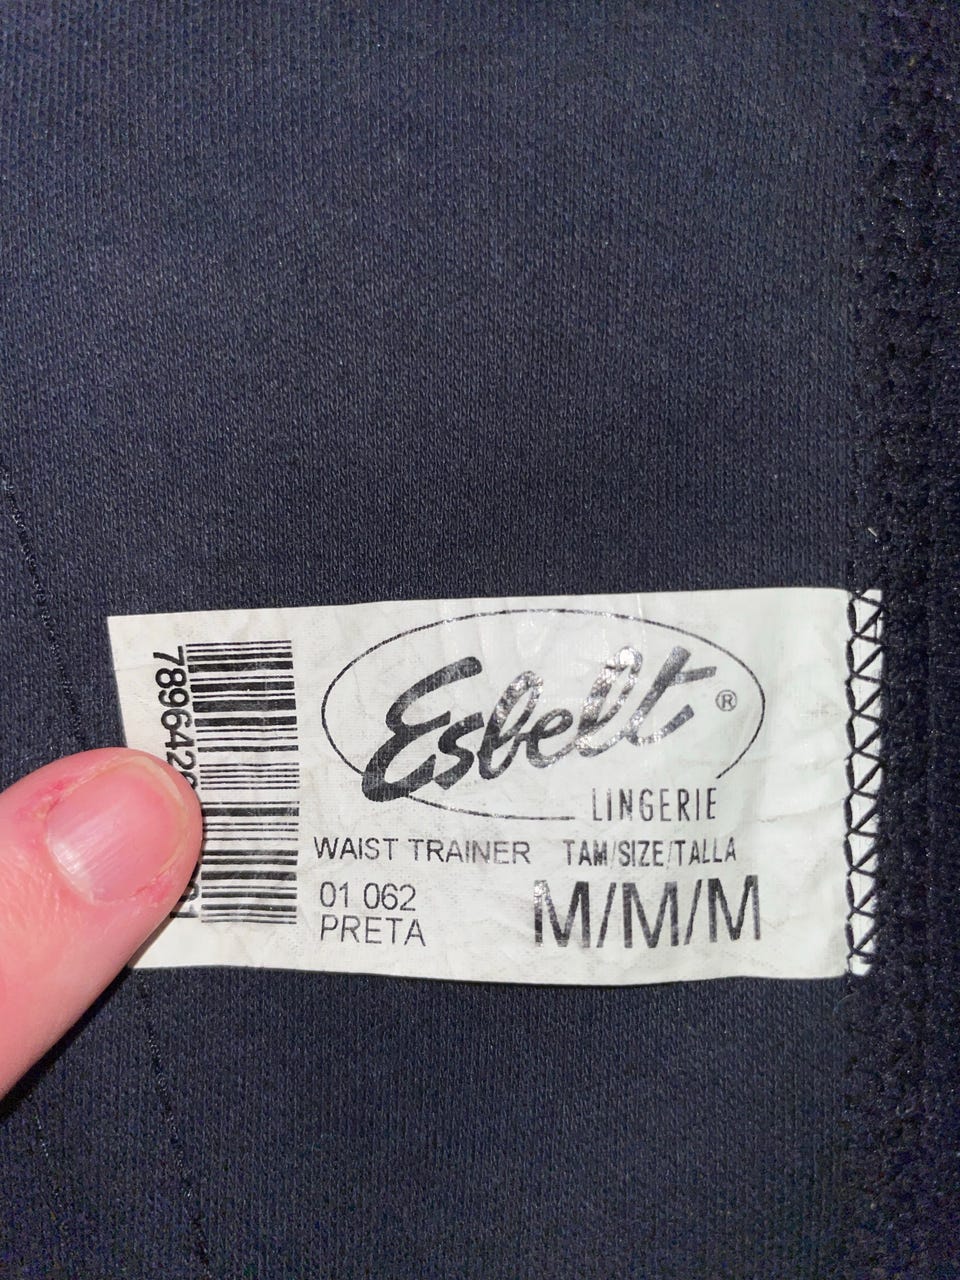 Esbelt ®
LINGERIE
WAIST TRAINER TAM/SIZE/TALLA
01 062
PRETA
M/M/M